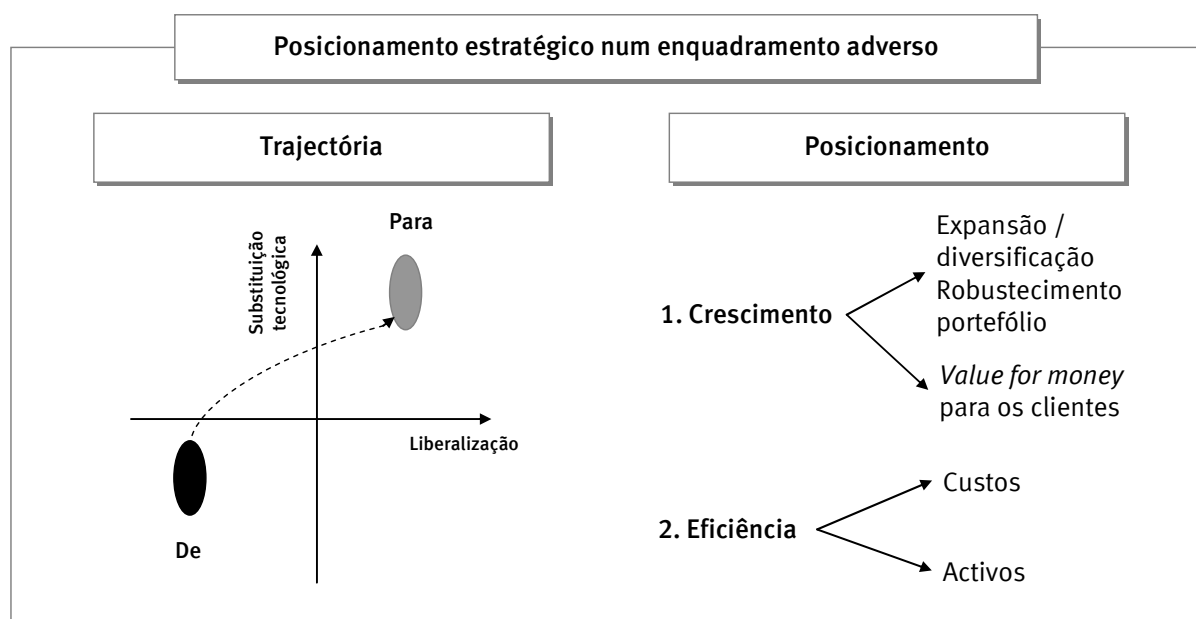 Posicionamento estratégico num enquadramento adverso
Trajectória
Para
Substituição
tecnológica
Liberalização
De
Posicionamento
1. Crescimento
Expansão /
diversificação
Robustecimento
portefólio
Value for money
para os clientes
2. Eficiência
Custos
Activos